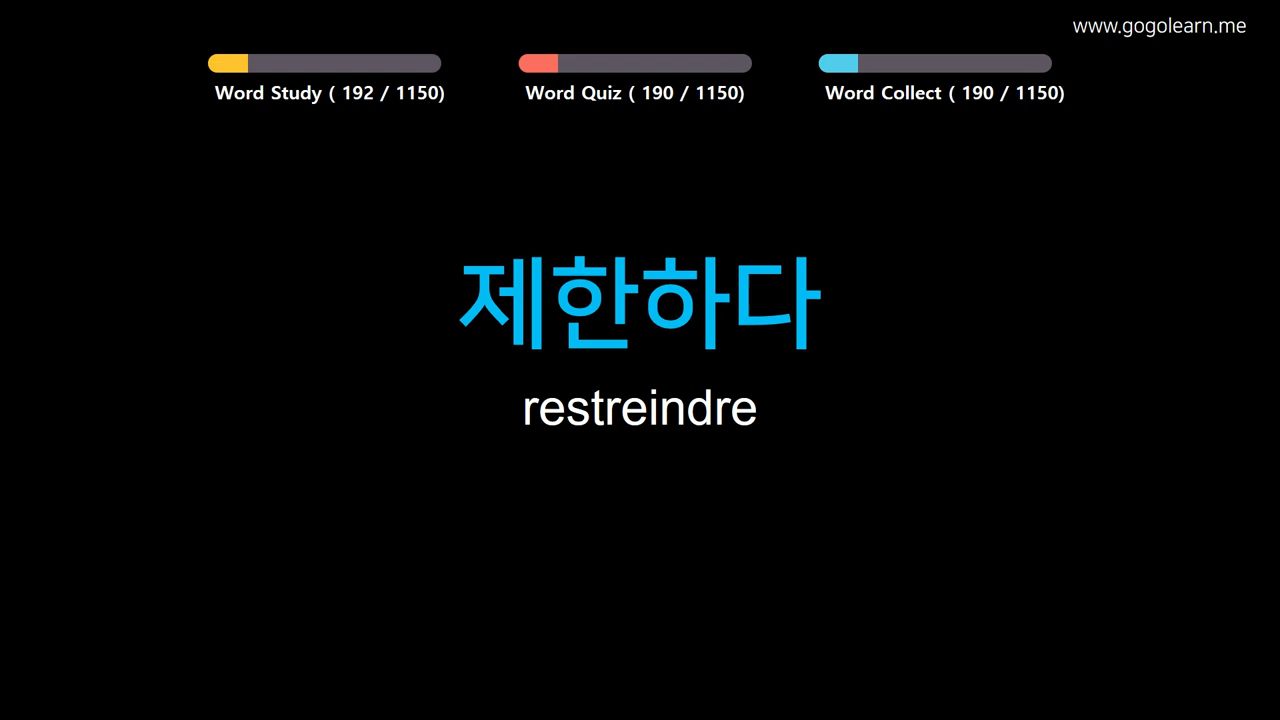 www.gogolearn.me
Word Study ( 192 / 1150)
Word Quiz ( 190 / 1150)
Word Collect ( 190 / 1150)
제한하다
restreindre